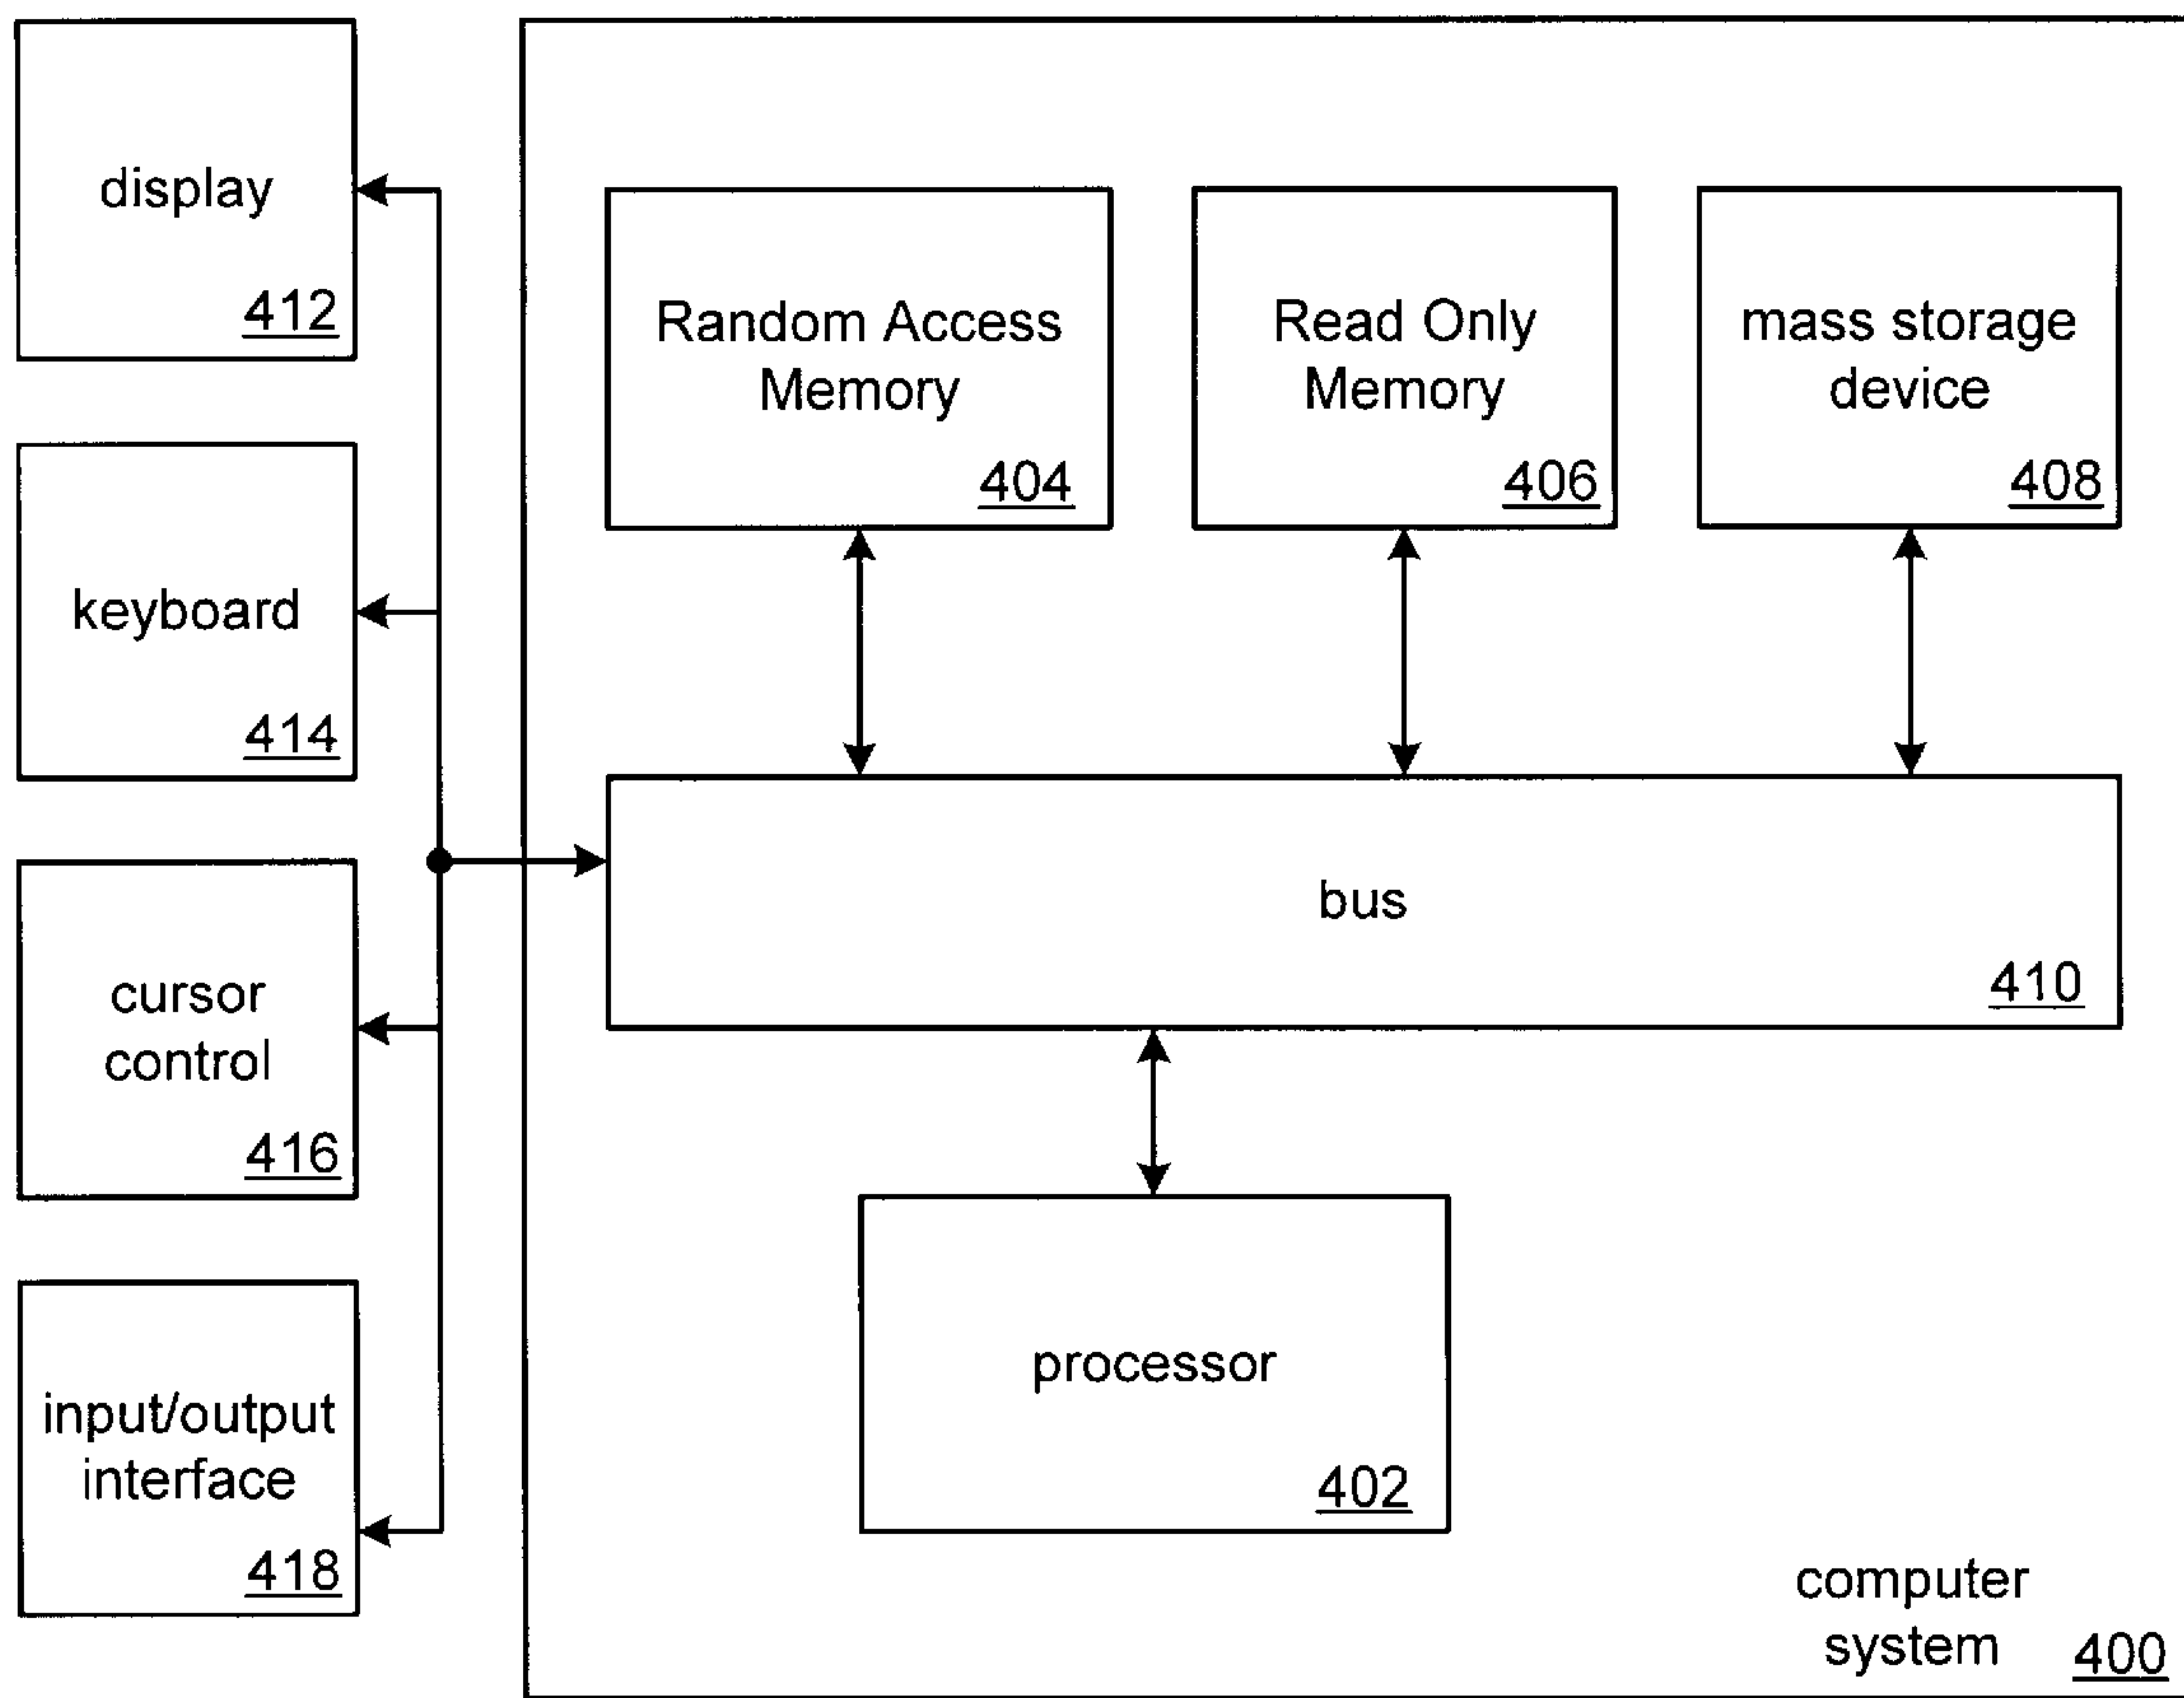 display
412
keyboard
414
cursor
control
416
input/output
interface
418
Random Access
Memory
404
Read Only
Memory
406
mass storage
device
408
bus
410
processor
402
computer
system
400